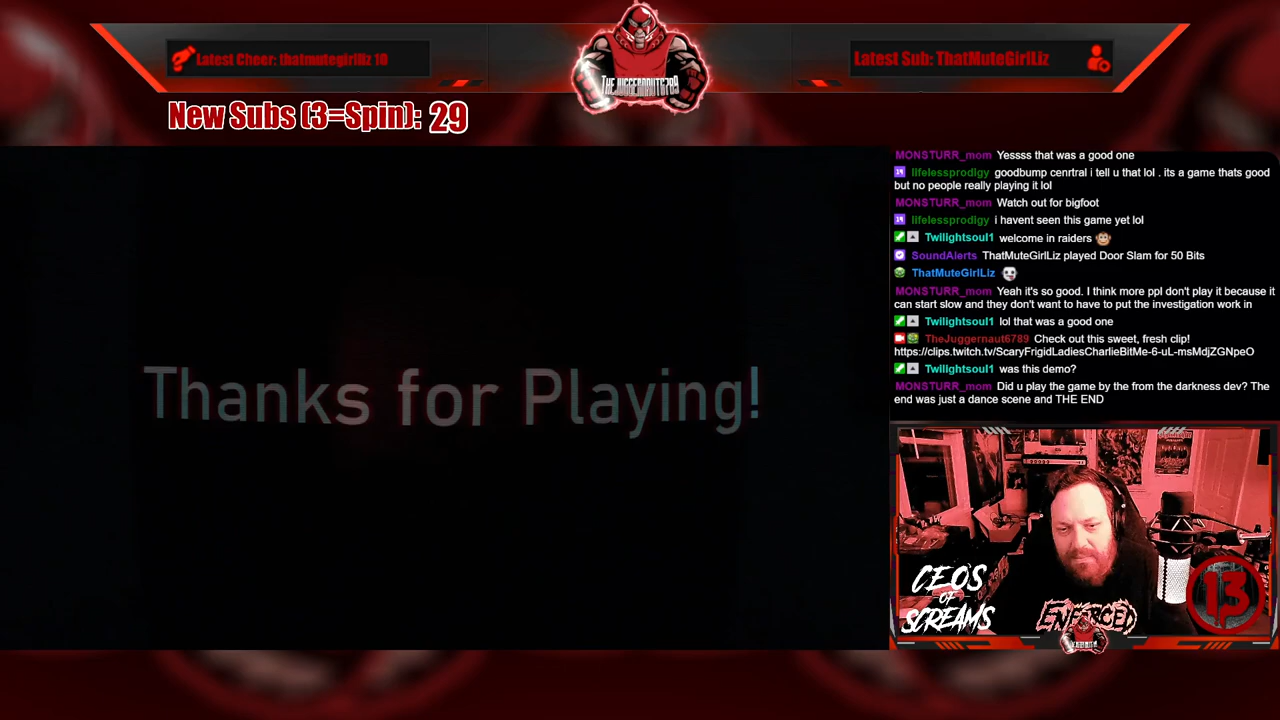 Latest Cheer: thatmutegirlliz 10
THEJUGGERNAUT6789
Latest Sub: ThatMuteGirlLiz
New Subs (3=Spin): 29
Thanks for Playing!
MONSTURR_mom Yessss that was a good one
lifelessprodigy goodbump cenrtral i tell u that lol . its a game thats good
but no people really playing it lol
MONSTURR_mom Watch out for bigfoot
lifelessprodigy i havent seen this game yet lol
Twilightsoul1 welcome in raiders
SoundAlerts ThatMuteGirlLiz played Door Slam for 50 Bits
ThatMuteGirlLiz
MONSTURR_mom Yeah it's so good. I think more ppl don't play it because it
can start slow and they don't want to have to put the investigation work in
Twilightsoul1 lol that was a good one
TheJuggernaut6789 Check out this sweet, fresh clip!
https://clips.twitch.tv/ScaryFrigidLadiesCharlieBitMe-6-uL-msMdjZGNpeO
Twilightsoul1 was this demo?
MONSTURR_mom Did u play the game by the from the darkness dev? The
end was just a dance scene and THE END
CEOS
OF
SCREAMS
ENFORCED
13